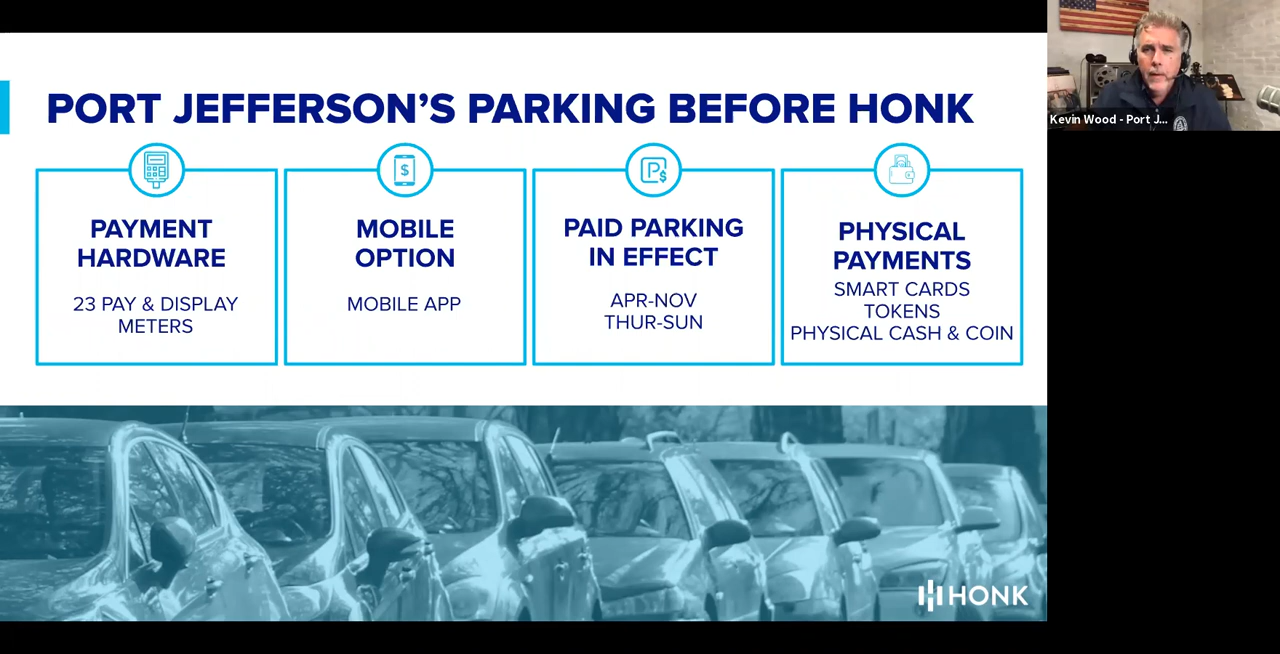 PORT JEFFERSON’S PARKING BEFORE HONK
PAYMENT
HARDWARE
23 PAY & DISPLAY
METERS
MOBILE
OPTION
MOBILE APP
PAID PARKING
IN EFFECT
APR-NOV
THUR-SUN
PHYSICAL
PAYMENTS
SMART CARDS
TOKENS
PHYSICAL CASH & COIN
HONK
Kevin Wood - Port J...